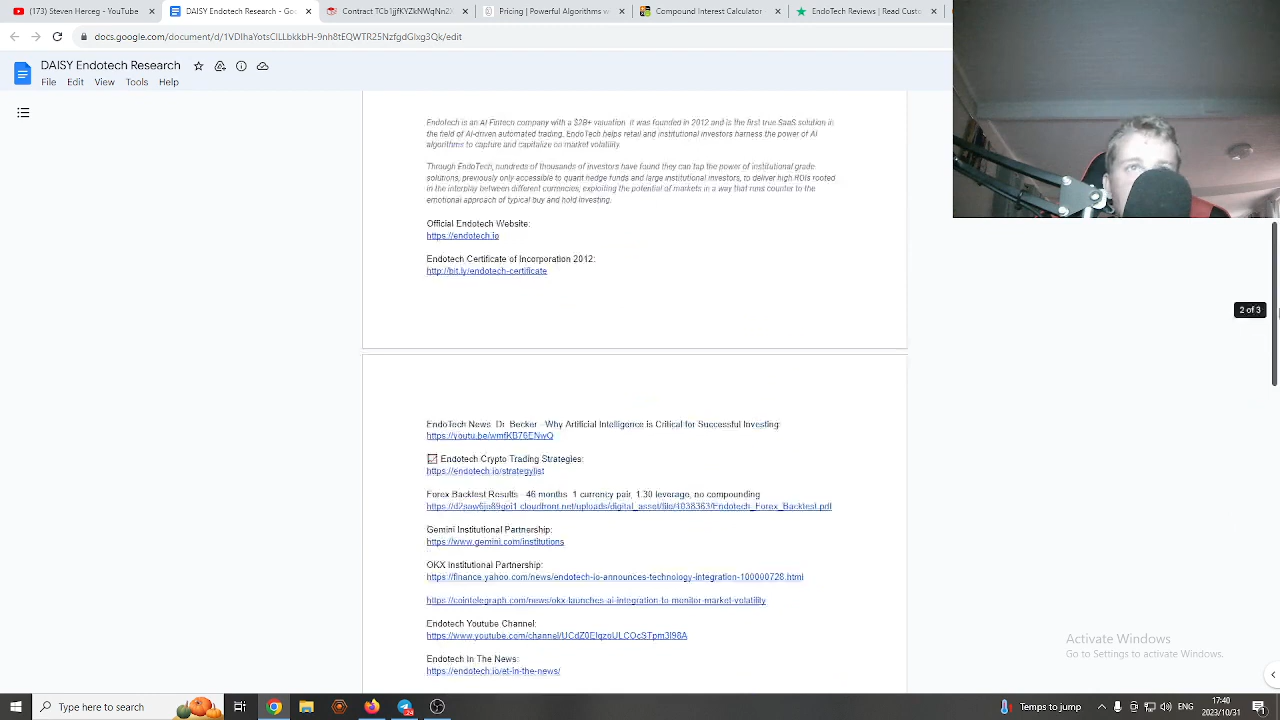 (173) Steven Herceg - YouTube
DAISY Endotech Research - Go
Contract TCb1jjfKYZkNWqNn2
Pricing | Powerful Algorithms fo
Compound Interest Calculator
EndoTech Reviews | Read Custo
DAISY Endotech Research
File Edit View Tools Help
EndoTech is an AI Fintech company with a $2B+ valuation. It was founded in 2012 and is the first true SaaS solution in
the field of AI-driven automated trading. EndoTech helps retail and institutional investors harness the power of AI
algorithms to capture and capitalize on market volatility.
Through EndoTech, hundreds of thousands of investors have found they can tap the power of institutional grade
solutions, previously only accessible to quant hedge funds and large institutional investors, to deliver high ROIs rooted
in the interplay between different currencies, exploiting the potential of markets in a way that runs counter to the
emotional approach of typical buy and hold investing.
Official Endotech Website:
https://endotech.io
Endotech Certificate of Incorporation 2012:
http://bit.ly/endotech-certificate
2 of 3
EndoTech News Dr. Becker - Why Artificial Intelligence is Critical for Successful Investing:
https://youtu.be/wmfKB76ENwQ
📈 Endotech Crypto Trading Strategies:
https://endotech.io/strategylist
Forex Backtest Results - 46 months 1 currency pair, 1:30 leverage, no compounding
Gemini Institutional Partnership:
https://www.gemini.com/institutions
OKX Institutional Partnership:
https://finance.yahoo.com/news/endotech-io-announces-technology-integration-100000728.html
https://cointelegraph.com/news/okx-launches-ai-integration-to-monitor-market-volatility
Endotech Youtube Channel:
Endotech In The News:
https://endotech.io/et-in-the-news/
Activate Windows
Go to Settings to activate Windows.
Type here to search
24
17:40
2023/01/31